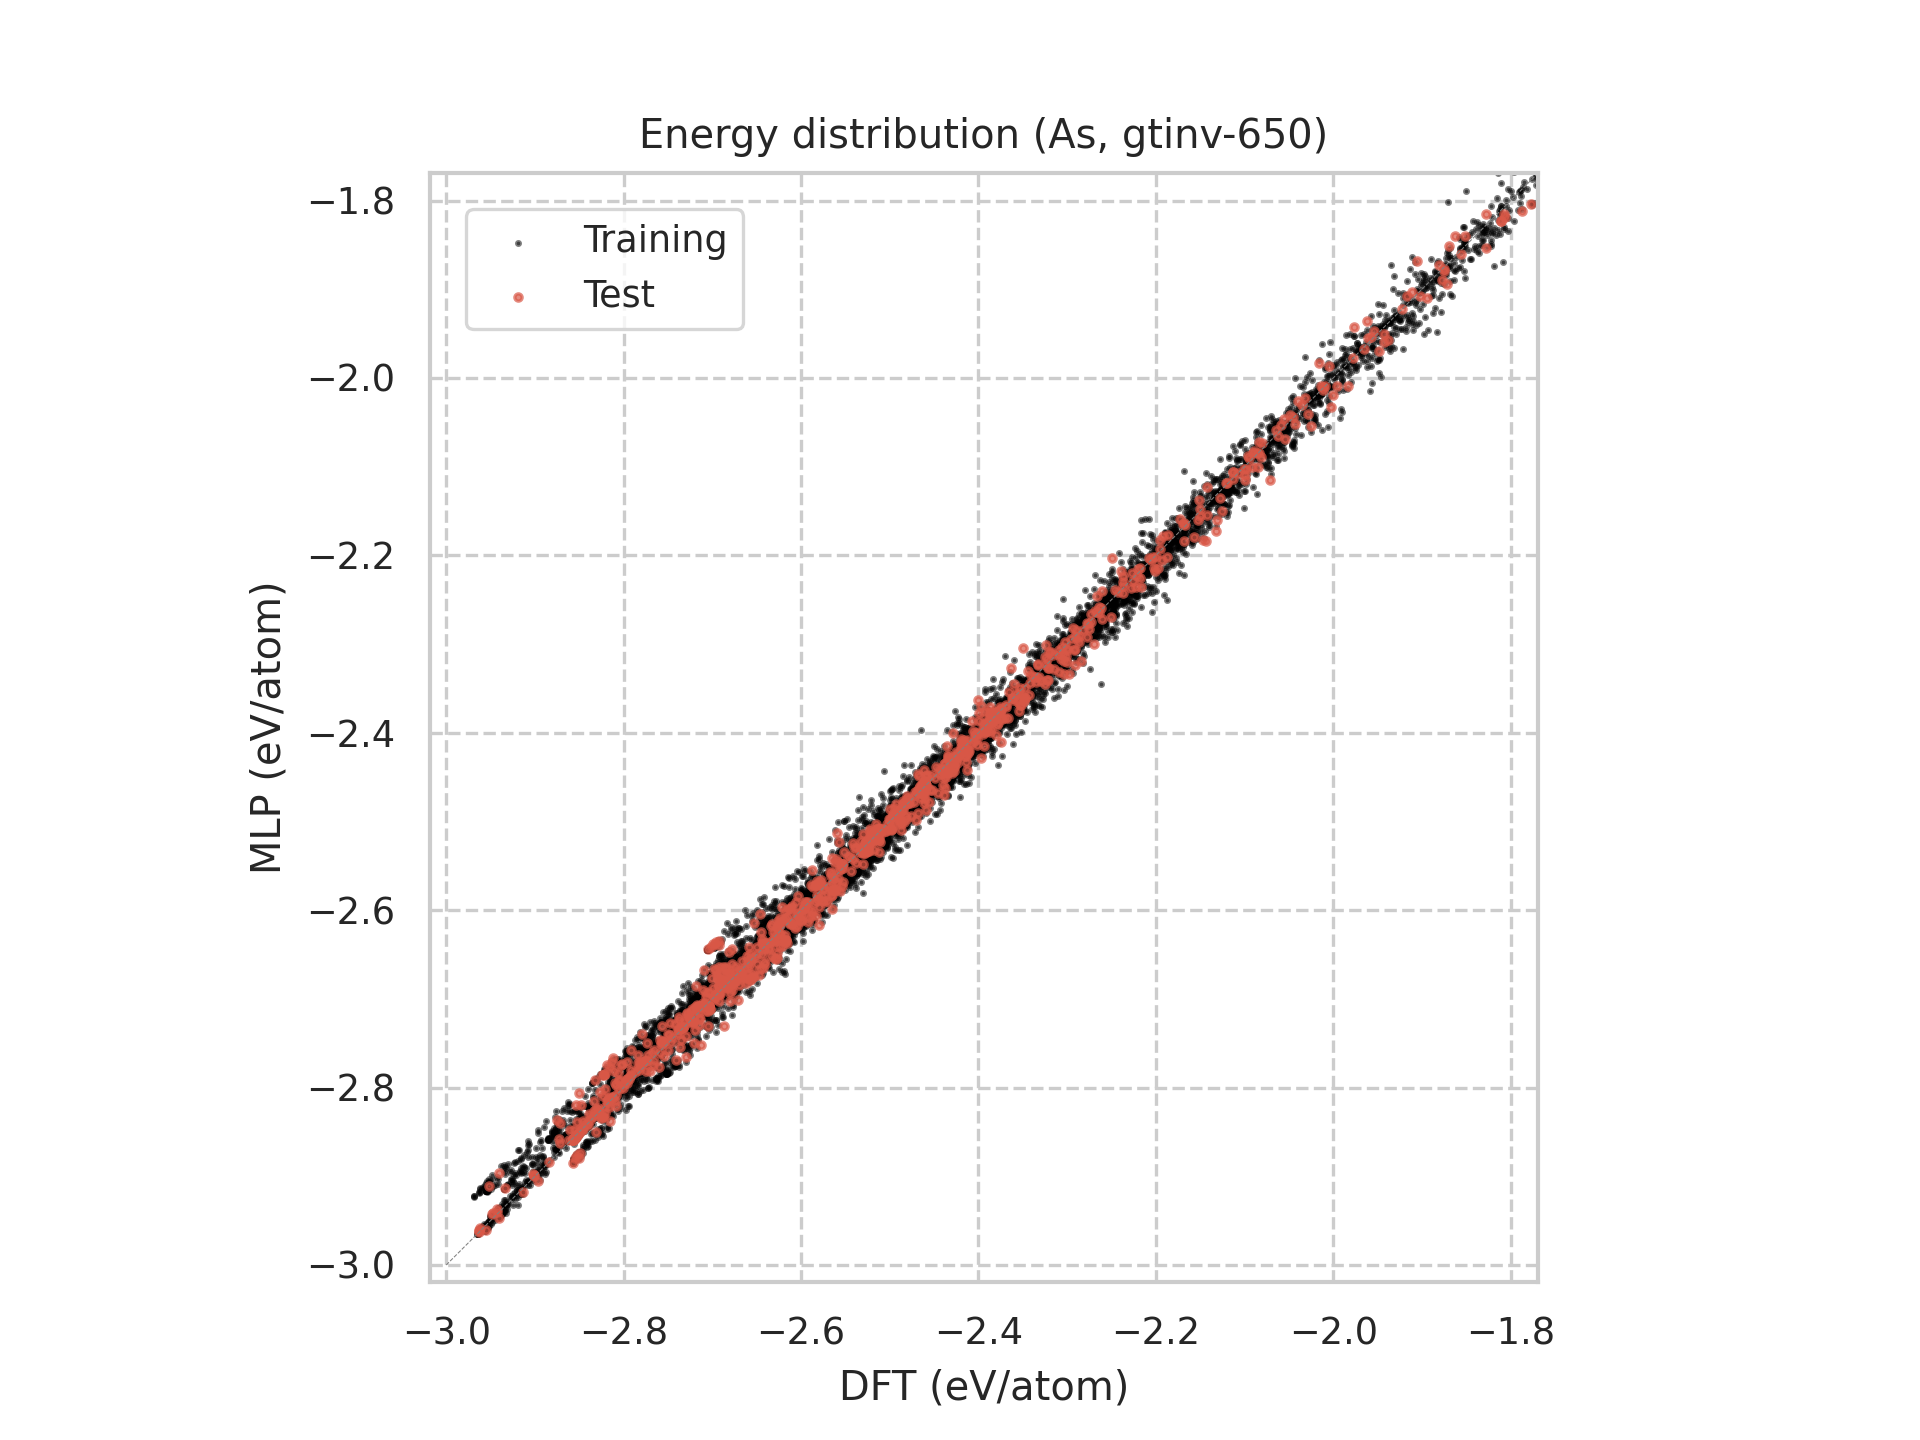 Energy distribution (As, gtinv-650)
Training
Test
−1.8
−2.0
−2.2
−2.4
−2.6
−2.8
−3.0
MLP (eV/atom)
−3.0 −2.8 −2.6 −2.4 −2.2 −2.0 −1.8
DFT (eV/atom)